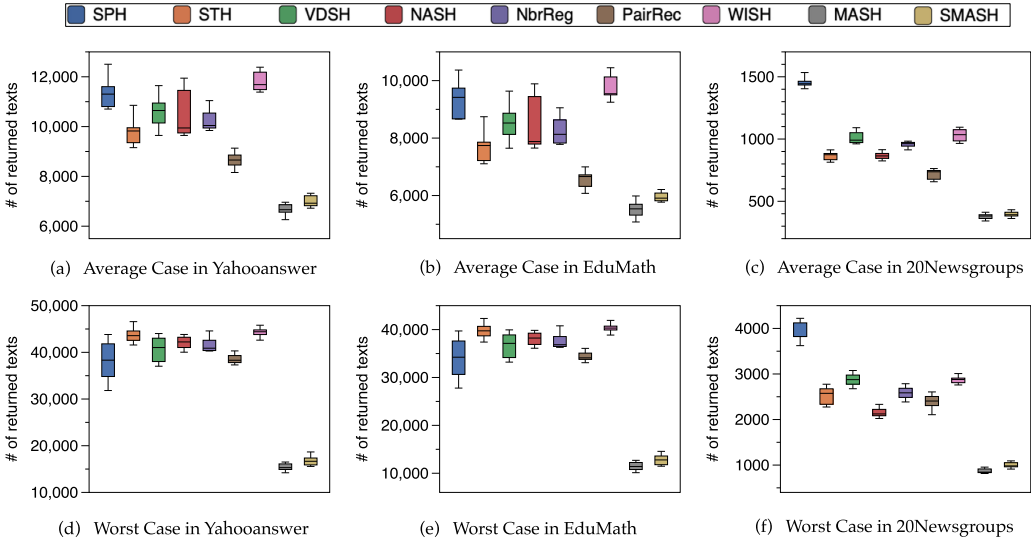 SPH STH VDSH NASH NbrReg PairRec WISH MASH SMASH
# of returned texts
12,000
10,000
8,000
6,000
(a) Average Case in Yahooanswer
# of returned texts
10,000
8,000
6,000
(b) Average Case in EduMath
# of returned texts
1500
1000
500
(c) Average Case in 20Newsgroups
# of returned texts
50,000
40,000
30,000
20,000
10,000
(d) Worst Case in Yahooanswer
# of returned texts
40,000
30,000
20,000
10,000
(e) Worst Case in EduMath
# of returned texts
4000
3000
2000
1000
(f) Worst Case in 20Newsgroups